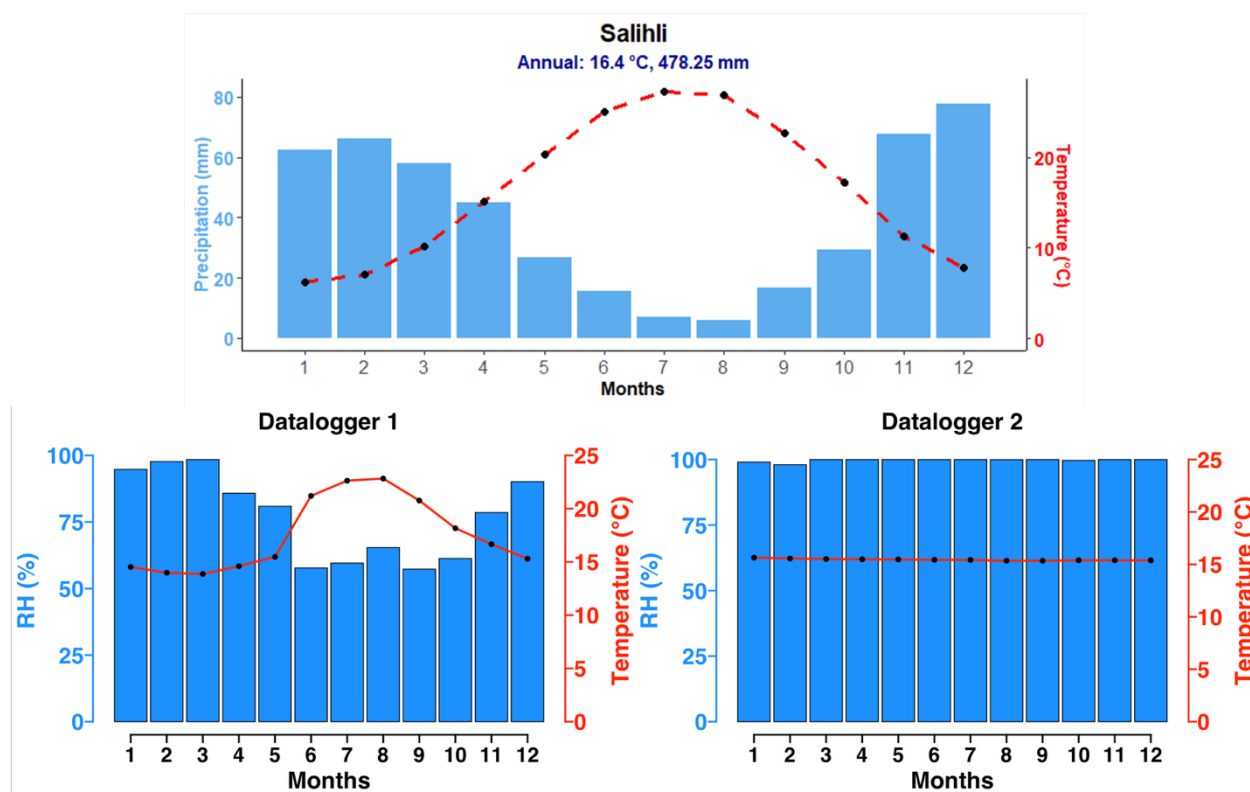 Salihli
Annual: 16.4 °C, 478.25 mm
Precipitation (mm)
80
60
40
20
0
Temperature (°C)
20
10
0
1 2 3 4 5 6 7 8 9 10 11 12
Months
Datalogger 1
RH (%)
100
75
50
25
0
Temperature (°C)
25
20
15
10
5
0
1 2 3 4 5 6 7 8 9 10 11 12
Months
Datalogger 2
RH (%)
100
75
50
25
0
Temperature (°C)
25
20
15
10
5
0
1 2 3 4 5 6 7 8 9 10 11 12
Months